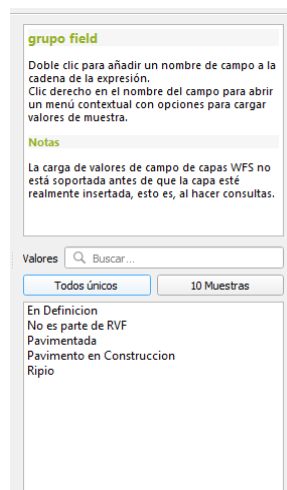 grupo field
Doble clic para añadir un nombre de campo a la
cadena de la expresión.
Clic derecho en el nombre del campo para abrir
un menú contextual con opciones para cargar
valores de muestra.
Notas
La carga de valores de campo de capas WFS no
está soportada antes de que la capa esté
realmente insertada, esto es, al hacer consultas.
Valores Buscar...
Todos únicos 10 Muestras
En Definicion
No es parte de RVF
Pavimentada
Pavimento en Construccion
Ripio